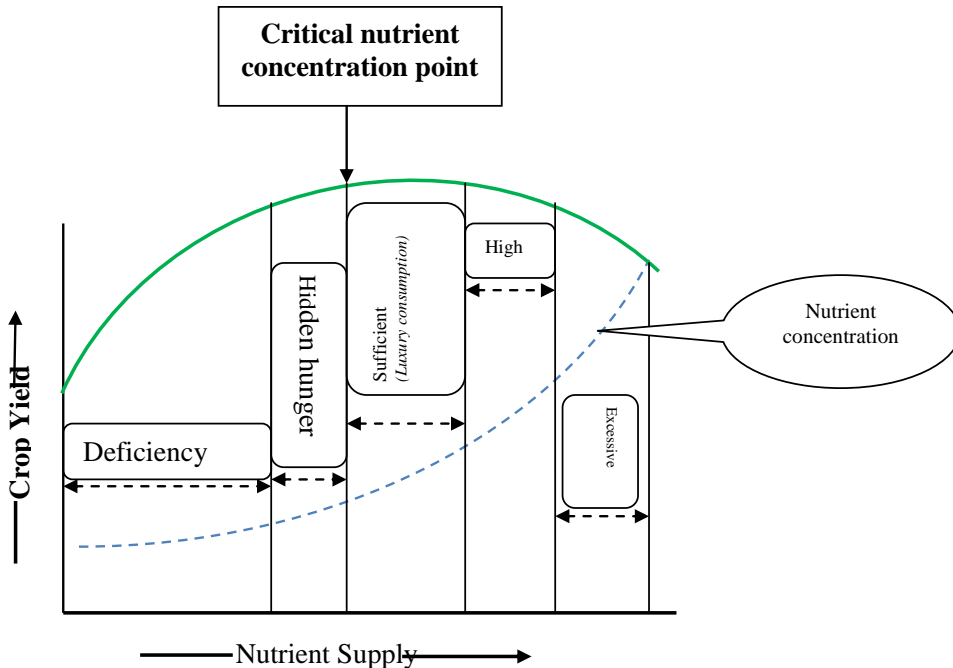 Critical nutrient
concentration point
High
Sufficient
(Luxury consumption)
Hidden hunger
Nutrient
concentration
Crop Yield
Deficiency
Excessive
Nutrient Supply